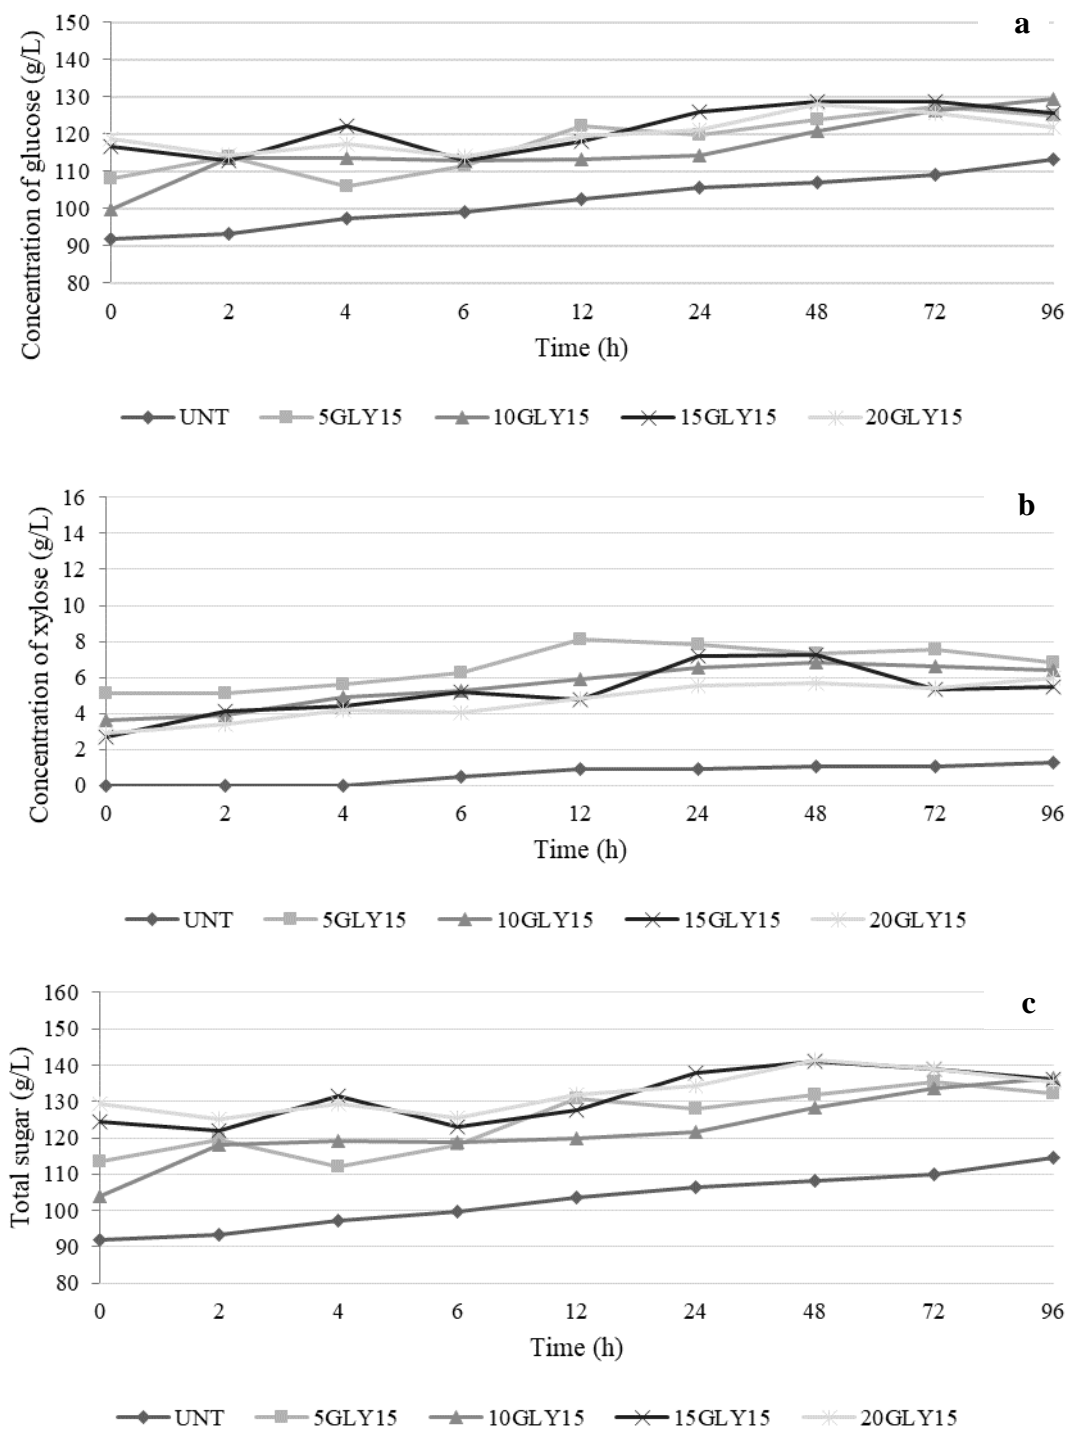 a
Concentration of glucose (g/L)
150
140
130
120
110
100
90
80
0 2 4 6 12 24 48 72 96
Time (h)
UNT 5GLY15 10GLY15 15GLY15 20GLY15
b
Concentration of xylose (g/L)
16
14
12
10
8
6
4
2
0
0 2 4 6 12 24 48 72 96
Time (h)
UNT 5GLY15 10GLY15 15GLY15 20GLY15
c
Total sugar (g/L)
160
150
140
130
120
110
100
90
80
0 2 4 6 12 24 48 72 96
Time (h)
UNT 5GLY15 10GLY15 15GLY15 20GLY15